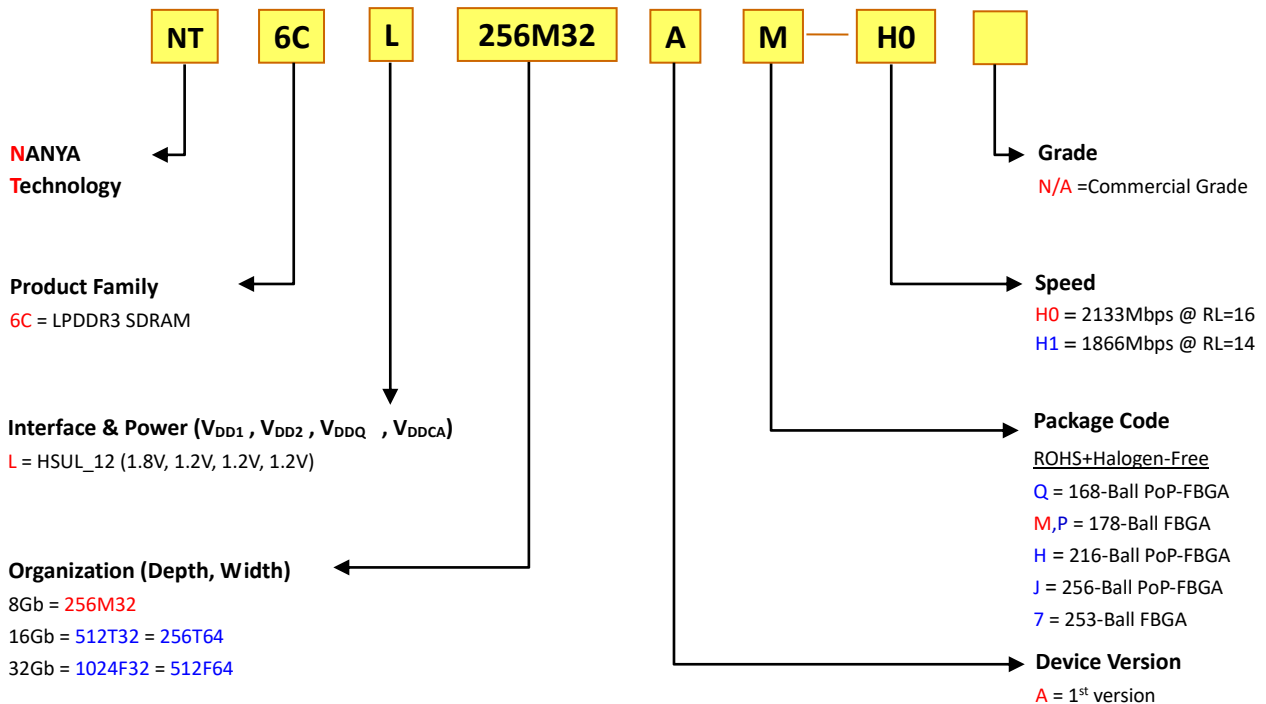 NT 6C L 256M32 A M H0
NANYA
Technology
Product Family
6C = LPDDR3 SDRAM
Interface & Power (VDD1 , VDD2 , VDDQ , VDDCA)
L = HSUL_12 (1.8V, 1.2V, 1.2V, 1.2V)
Organization (Depth, Width)
8Gb = 256M32
16Gb = 512T32 = 256T64
32Gb = 1024F32 = 512F64
Grade
N/A =Commercial Grade
Speed
H0 = 2133Mbps @ RL=16
H1 = 1866Mbps @ RL=14
Package Code
ROHS+Halogen-Free
Q = 168-Ball PoP-FBGA
M,P = 178-Ball FBGA
H = 216-Ball PoP-FBGA
J = 256-Ball PoP-FBGA
7 = 253-Ball FBGA
Device Version
A = 1st version